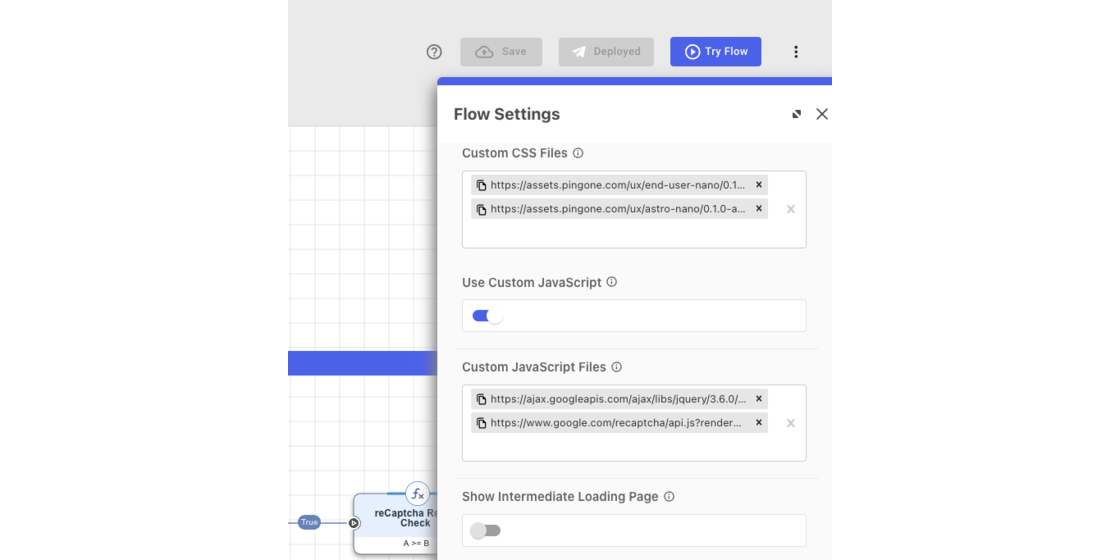 Save
Deployed
Try Flow
Flow Settings
Custom CSS Files
https://assets.pingone.com/ux/end-user-nano/0.1...
https://assets.pingone.com/ux/astro-nano/0.1.0-a...
Use Custom JavaScript
Custom JavaScript Files
https://ajax.googleapis.com/ajax/libs/jquery/3.6.0/...
https://www.google.com/recaptcha/api.js?render...
Show Intermediate Loading Page
True
fx
reCaptcha Re
Check
A >= B